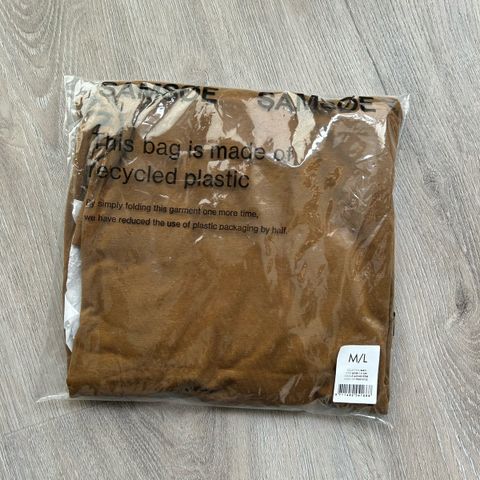 SAMSØE SAMSØE
This bag is made of
recycled plastic
By simply folding this garment one more time,
we have reduced the use of plastic packaging by half.
M/L